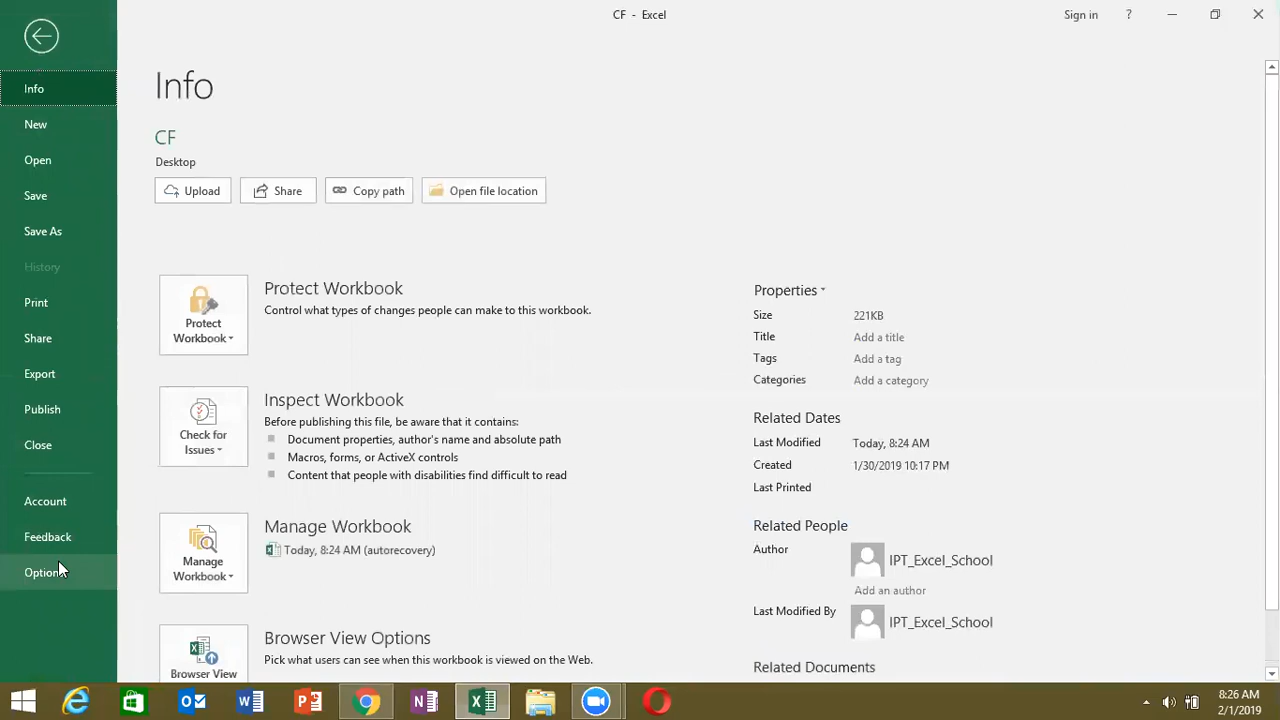 CF - Excel
Sign in
?
Info
New
Open
Save
Save As
History
Print
Share
Export
Publish
Close
Account
Feedback
Info
CF
Desktop
Upload
Share
Copy path
Open file location
Protect Workbook
Protect Workbook
Control what types of changes people can make to this workbook.
Check for Issues
Inspect Workbook
Before publishing this file, be aware that it contains:
Document properties, author's name and absolute path
Macros, forms, or ActiveX controls
Content that people with disabilities find difficult to read
Manage Workbook
Manage Workbook
Today, 8:24 AM (autorecovery)
Browser View
Browser View Options
Pick what users can see when this workbook is viewed on the Web.
Properties
Size 221KB
Title Add a title
Tags Add a tag
Categories Add a category
Related Dates
Last Modified Today, 8:24 AM
Created 1/30/2019 10:17 PM
Last Printed
Related People
Author IPT_Excel_School
Add an author
Last Modified By IPT_Excel_School
Related Documents
8:26 AM
2/1/2019